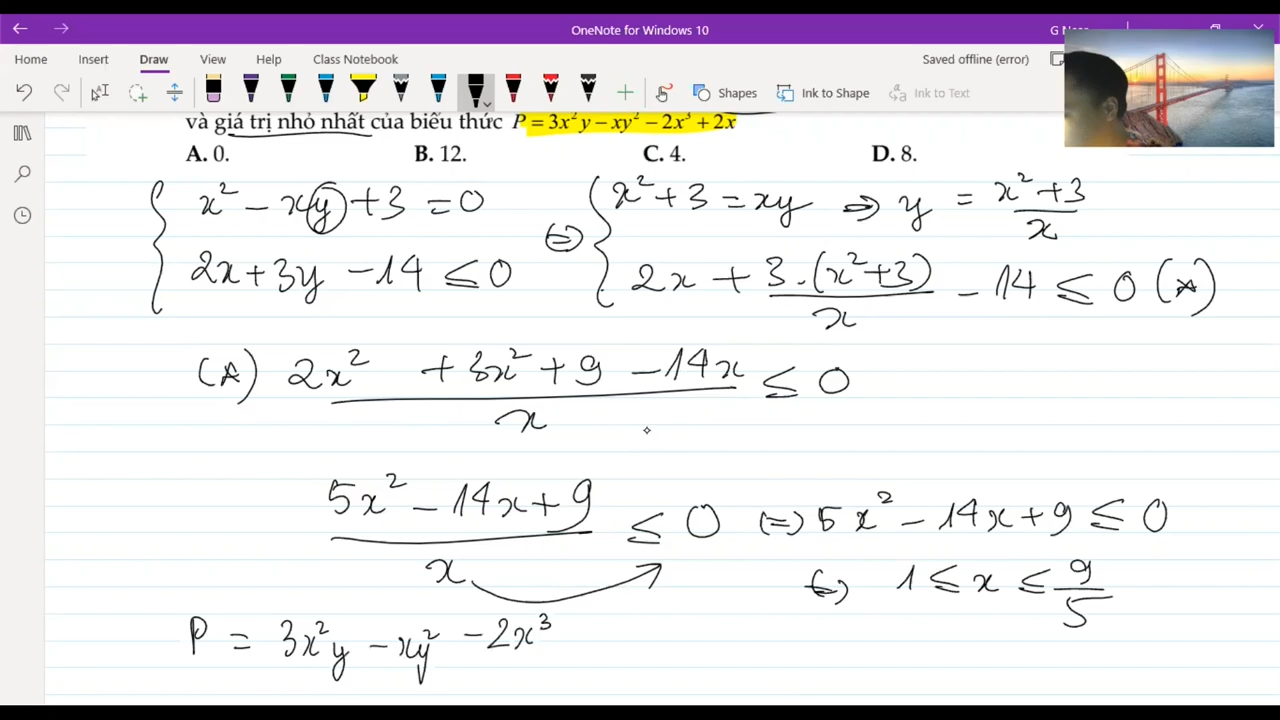 OneNote for Windows 10
Home Insert Draw View Help Class Notebook Saved offline (error)
Shapes Ink to Shape Ink to Text
và giá trị nhỏ nhất của biểu thức P = 3x²y − xy² − 2x³ + 2x
A. 0. B. 12. C. 4. D. 8.
{ x² − xy + 3 = 0 ⇔ { x² + 3 = xy ⇒ y = (x² + 3)/x
2x + 3y − 14 ≤ 0 2x + 3.(x² + 3)/x − 14 ≤ 0 (*)
(*) (2x² + 3x² + 9 − 14x)/x ≤ 0
(5x² − 14x + 9)/x ≤ 0 ⇔ 5x² − 14x + 9 ≤ 0
⇔ 1 ≤ x ≤ 9/5
P = 3x²y − xy² − 2x³